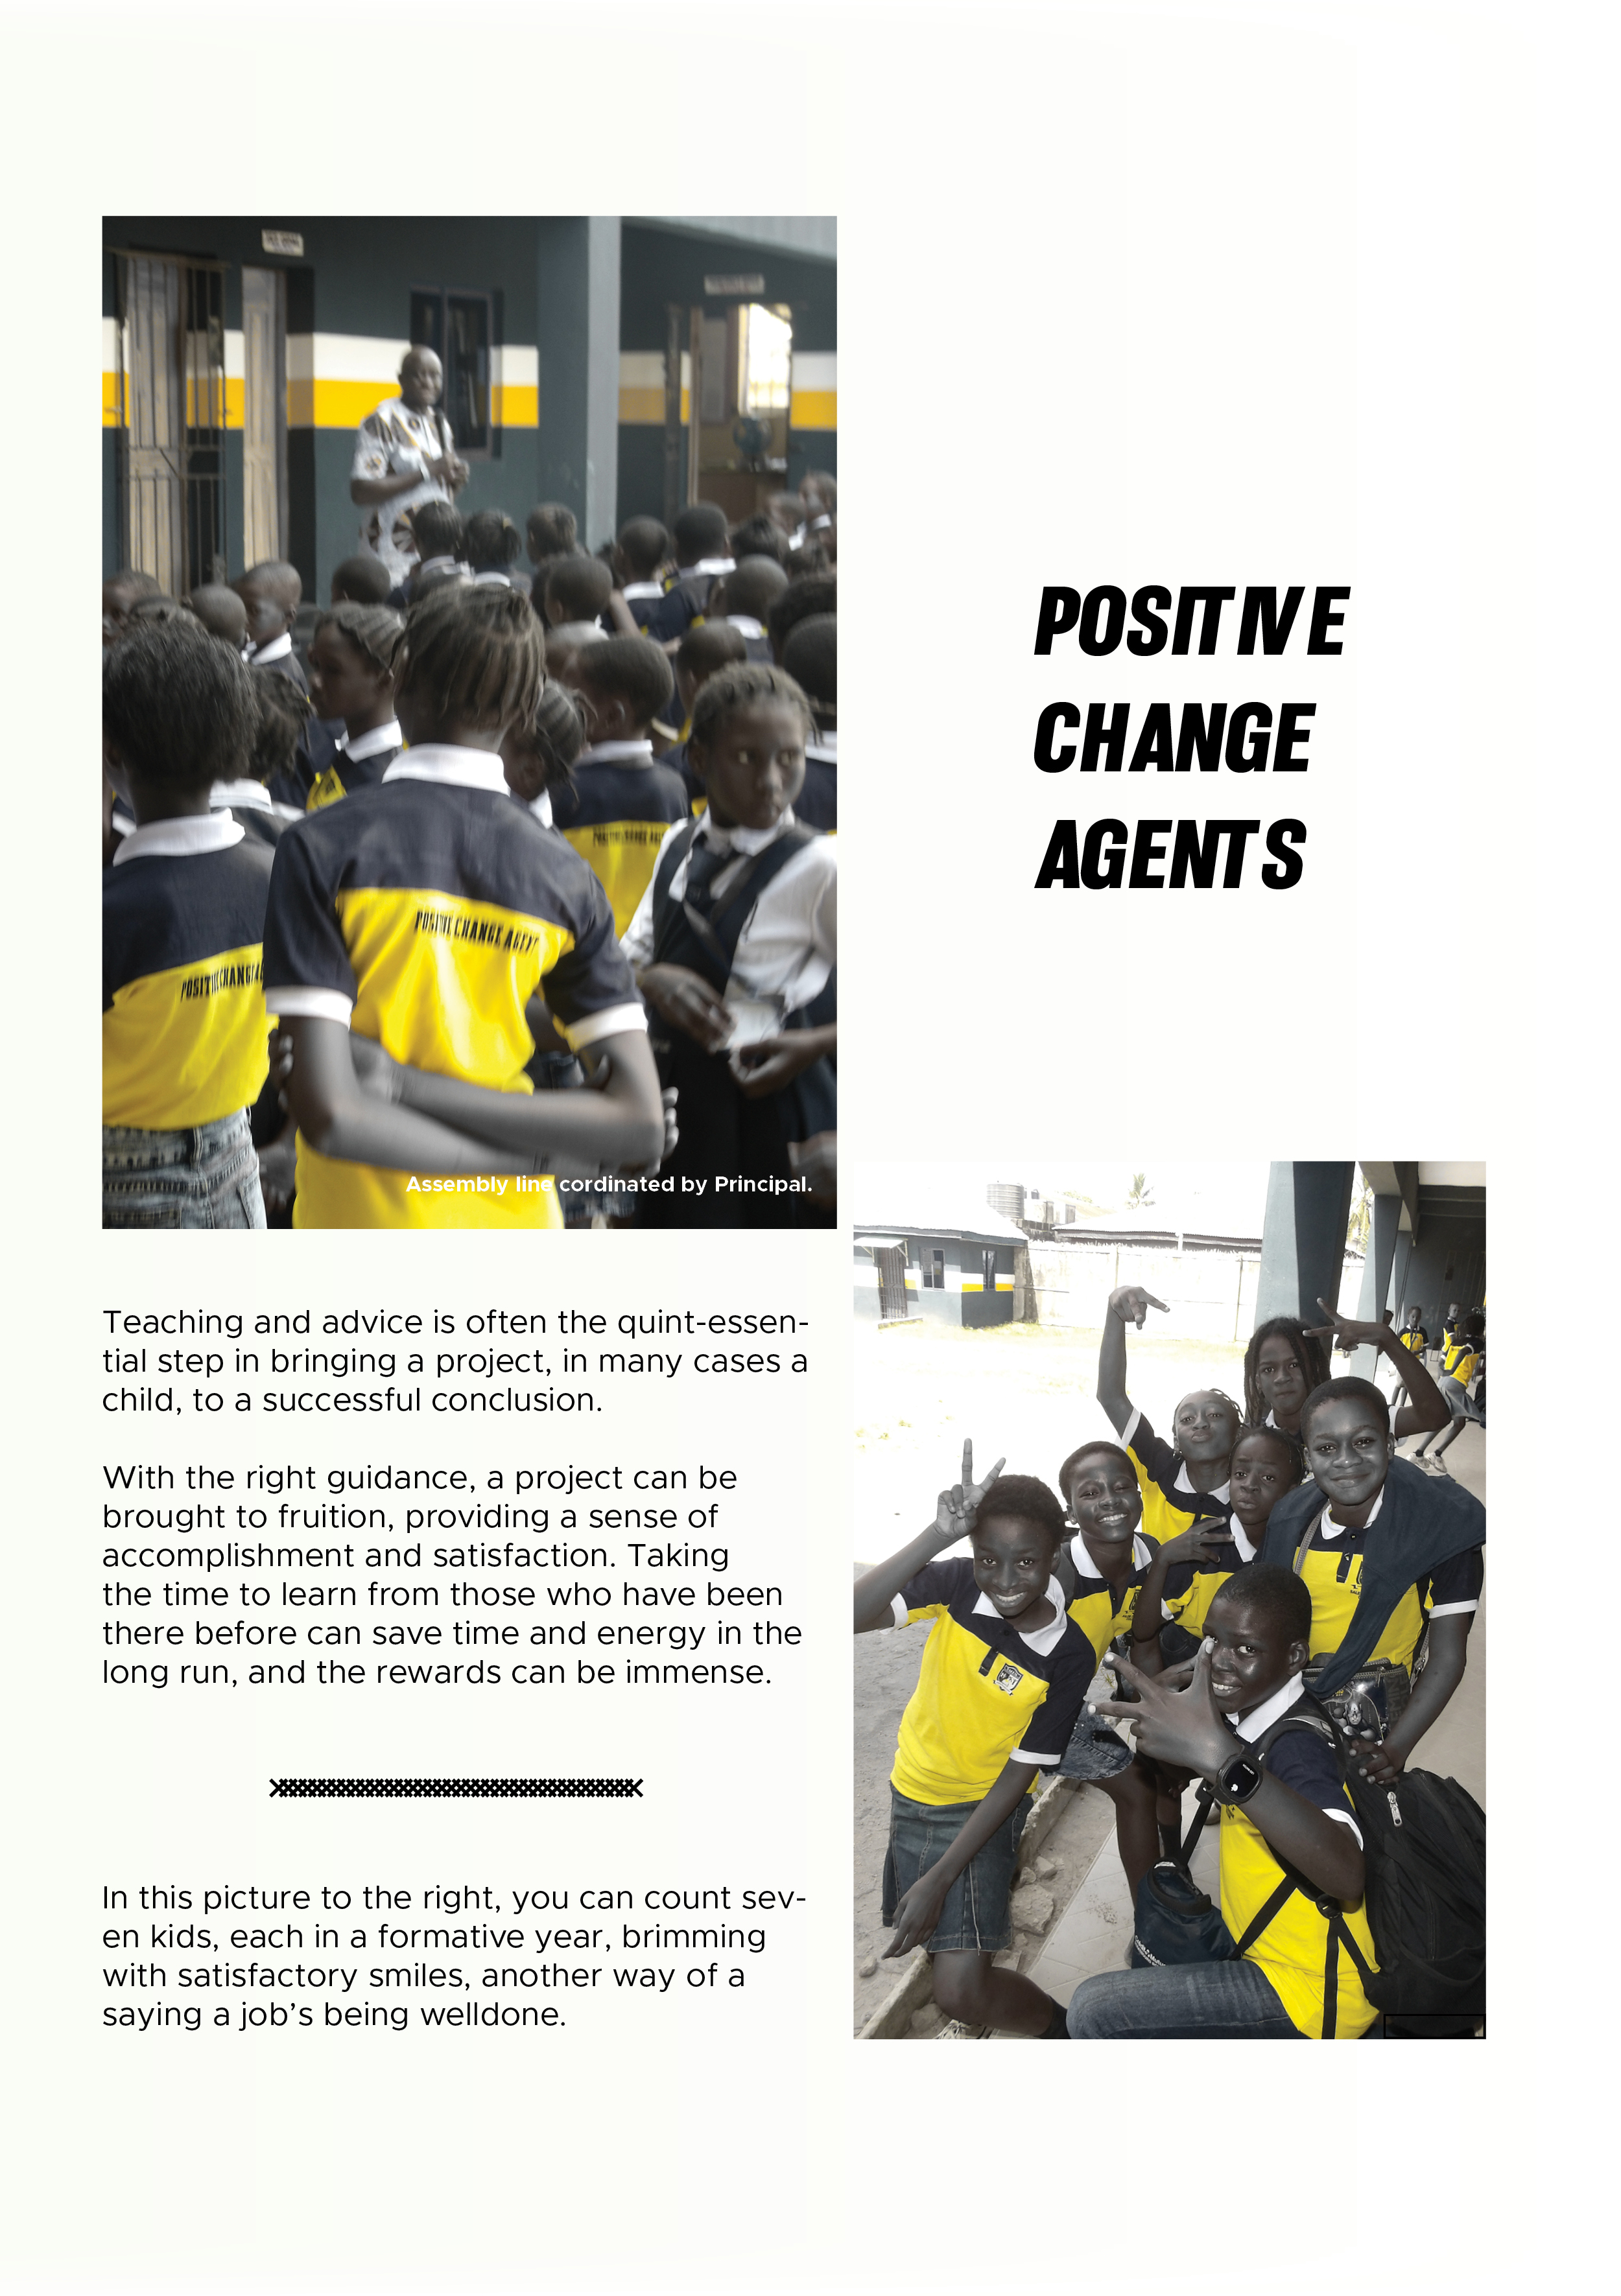 POSITIVE
CHANGE
AGENTS
POSITIVE CHANGE AGENT
POSITIVE CHANGE
Assembly line cordinated by Principal.
Teaching and advice is often the quint-essen-
tial step in bringing a project, in many cases a
child, to a successful conclusion.
With the right guidance, a project can be
brought to fruition, providing a sense of
accomplishment and satisfaction. Taking
the time to learn from those who have been
there before can save time and energy in the
long run, and the rewards can be immense.
In this picture to the right, you can count sev-
en kids, each in a formative year, brimming
with satisfactory smiles, another way of a
saying a job’s being welldone.